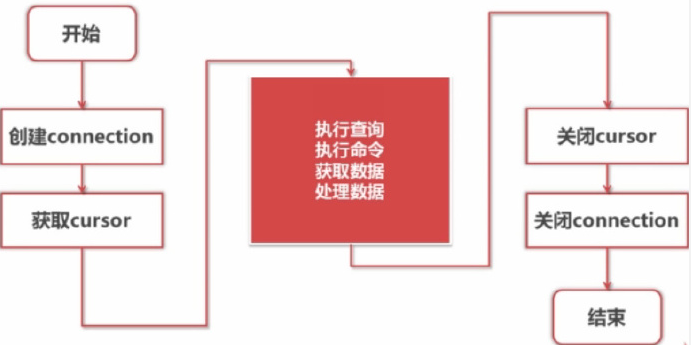 开始
创建connection
获取cursor
执行查询
执行命令
获取数据
处理数据
关闭cursor
关闭connection
结束